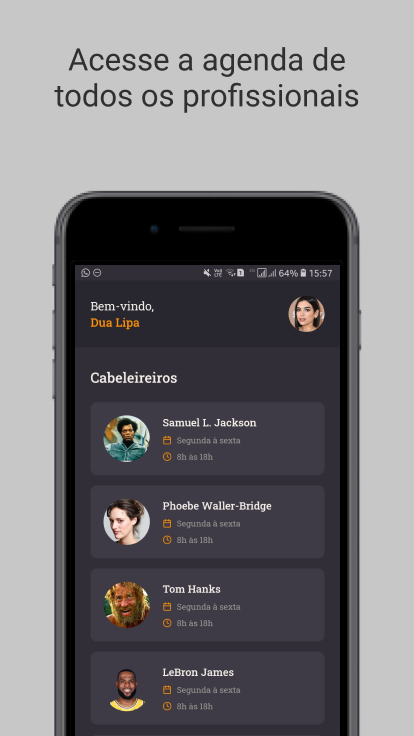 Acesse a agenda de
todos os profissionais
64% 15:57
Bem-vindo,
Dua Lipa
Cabeleireiros
Samuel L. Jackson
Segunda à sexta
8h às 18h
Phoebe Waller-Bridge
Segunda à sexta
8h às 18h
Tom Hanks
Segunda à sexta
8h às 18h
LeBron James
Segunda à sexta
8h às 18h